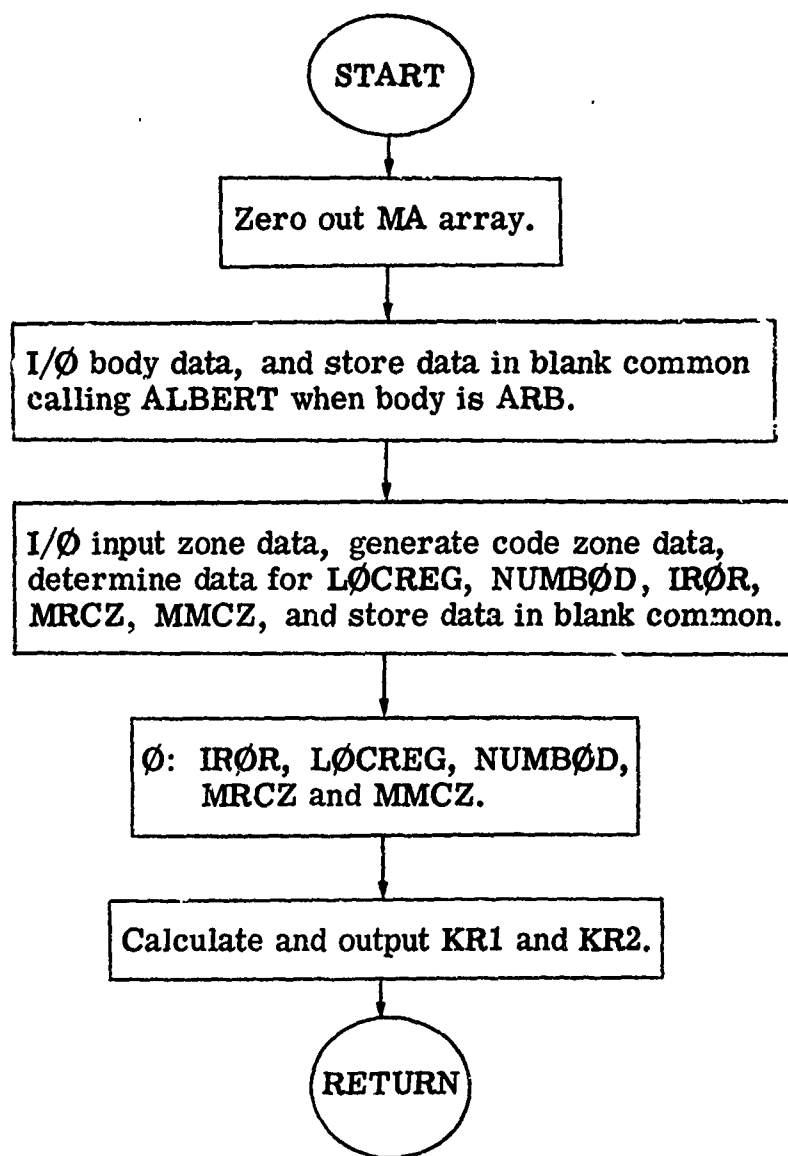 START
Zero out MA array.
I/Ø body data, and store data in blank common
calling ALBERT when body is ARB.
I/Ø input zone data, generate code zone data,
determine data for LØCREG, NUMBØD, IRØR,
MRCZ, MMCZ, and store data in blank common.
Ø: IRØR, LØCREG, NUMBØD,
MRCZ and MMCZ.
Calculate and output KR1 and KR2.
RETURN